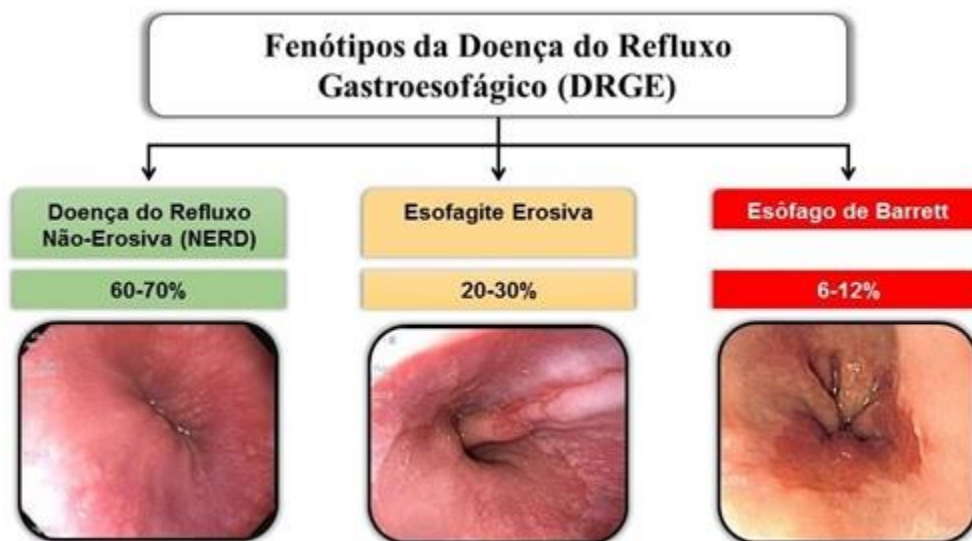 Fenótipos da Doença do Refluxo
Gastroesofágico (DRGE)
Doença do Refluxo
Não-Erosiva (NERD)
Esofagite Erosiva
Esôfago de Barrett
60-70%
20-30%
6-12%